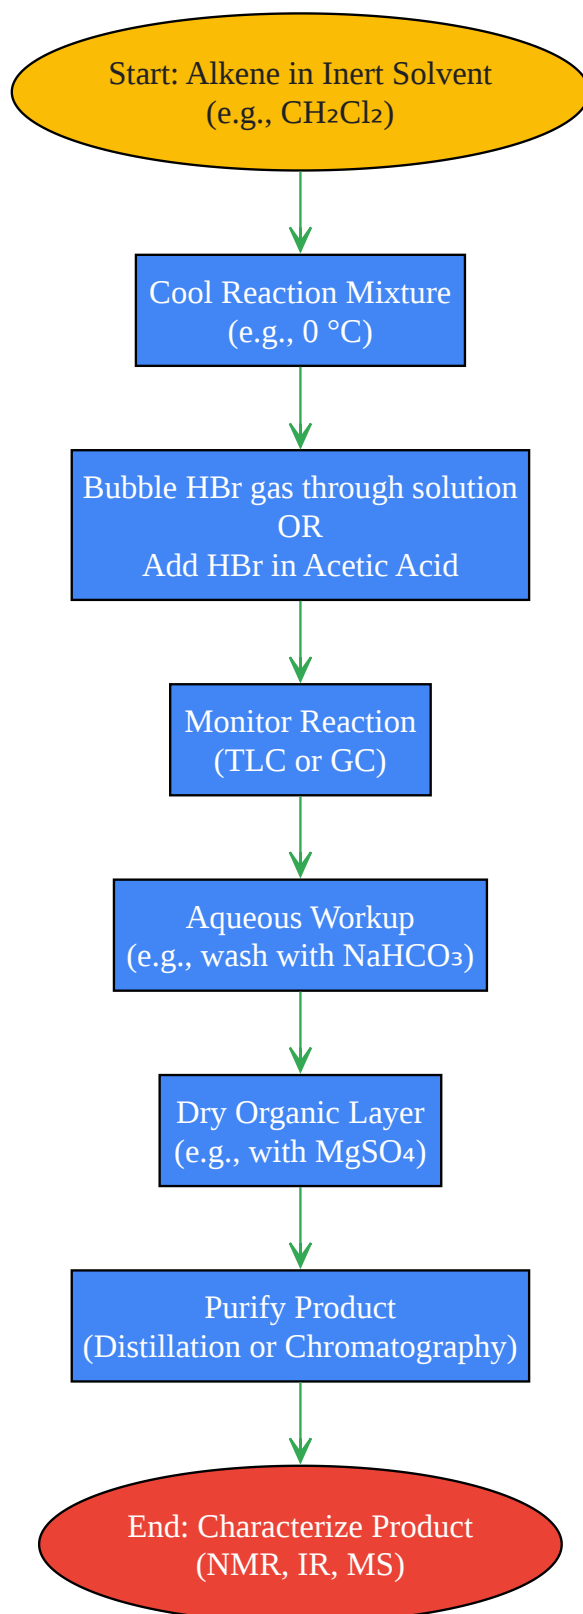 Start: Alkene in Inert Solvent
(e.g., CH₂Cl₂)
Cool Reaction Mixture
(e.g., 0 °C)
Bubble HBr gas through solution
OR
Add HBr in Acetic Acid
Monitor Reaction
(TLC or GC)
Aqueous Workup
(e.g., wash with NaHCO₃)
Dry Organic Layer
(e.g., with MgSO₄)
Purify Product
(Distillation or Chromatography)
End: Characterize Product
(NMR, IR, MS)